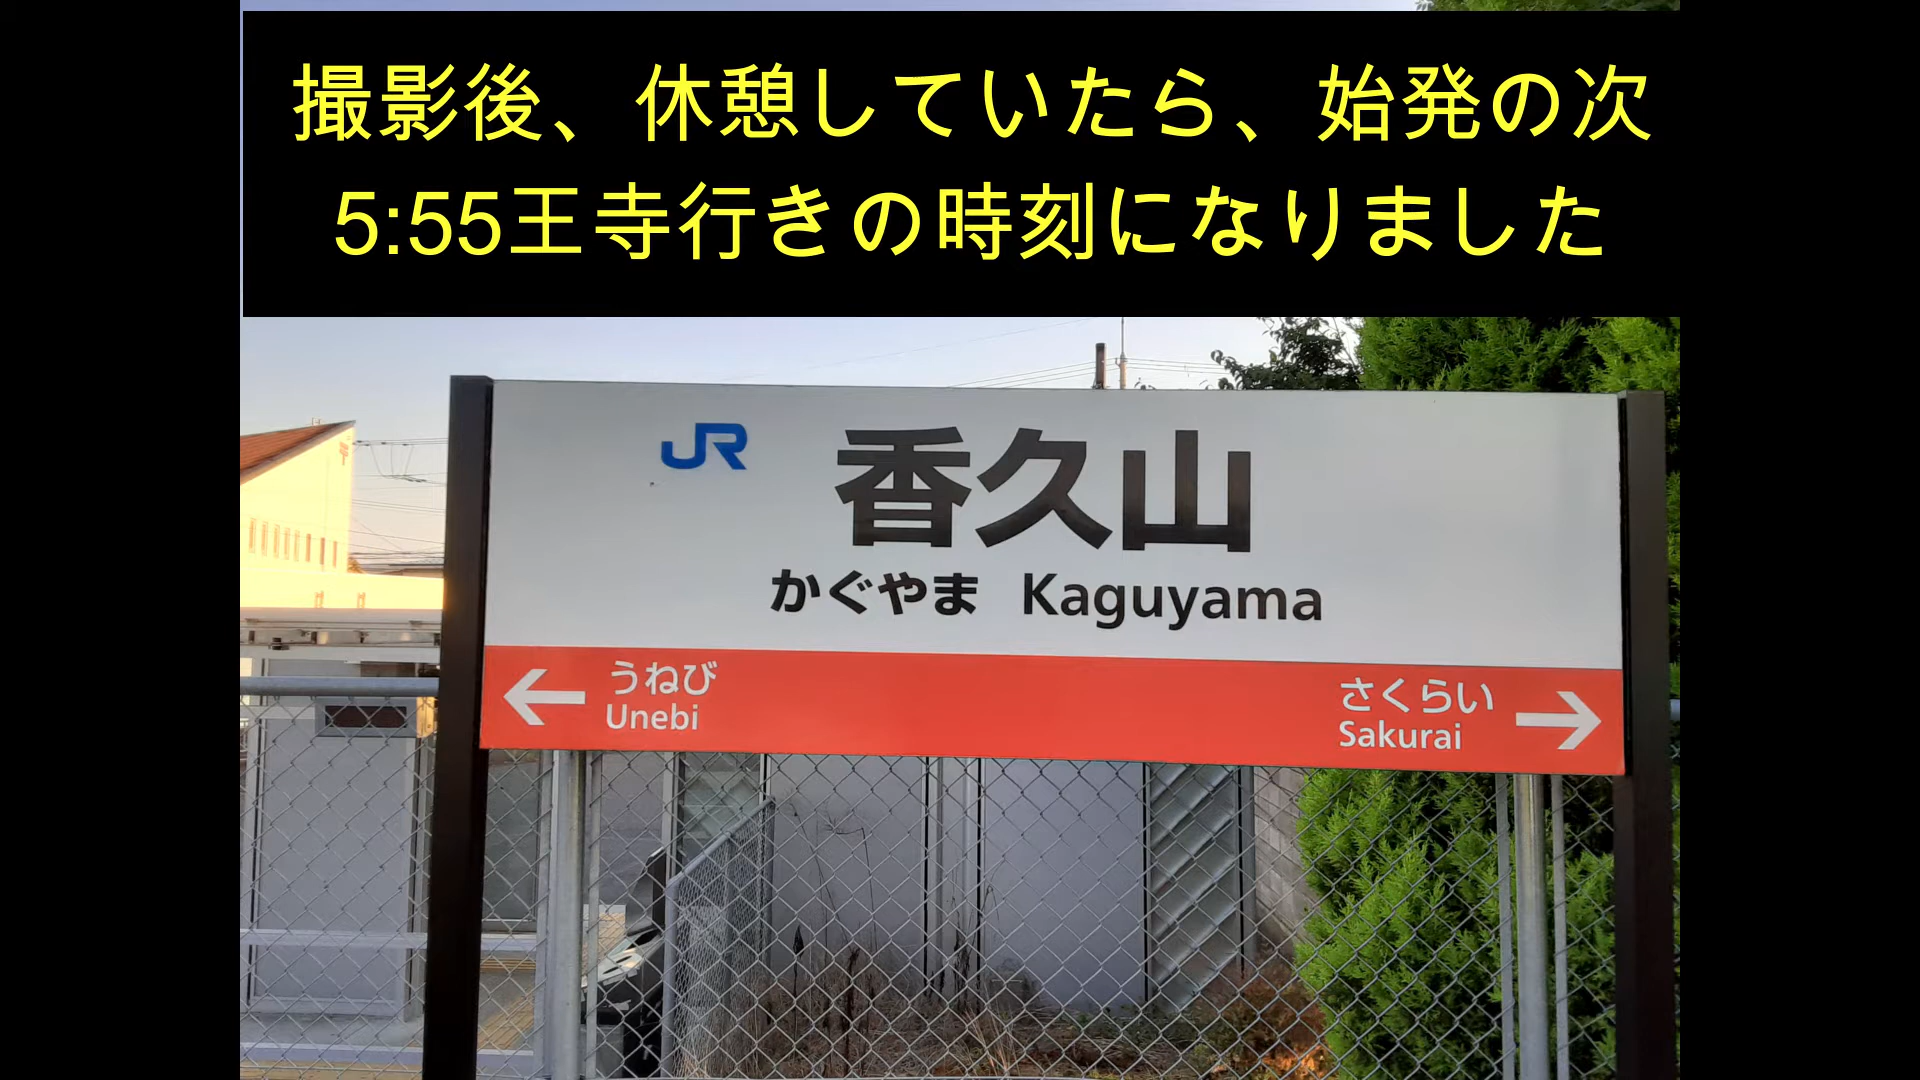 撮影後、休憩していたら、始発の次
5:55王寺行きの時刻になりました
JR 香久山
かぐやま Kaguyama
← うねび
Unebi
さくらい →
Sakurai